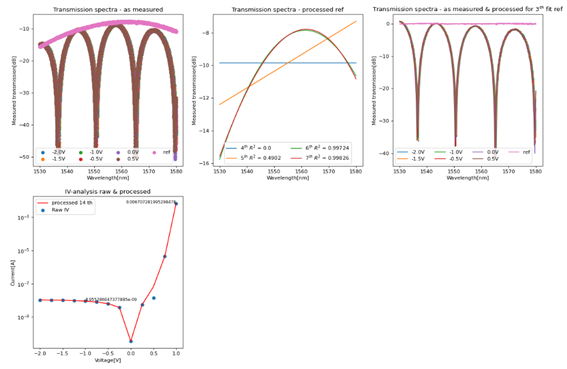 Transmission spectra - as measured
Measured transmission[dB]
−10
−20
−30
−40
−50
-2.0V
-1.5V
-1.0V
-0.5V
0.0V
0.5V
ref
1530 1540 1550 1560 1570 1580
Wavelength[nm]
Transmission spectra - processed ref
Measured transmission[dB]
−8
−10
−12
−14
−16
4th R² = 0.0
5th R² = 0.4902
6th R² = 0.99724
7th R² = 0.99826
1530 1540 1550 1560 1570 1580
Wavelength[nm]
Transmission spectra - as measured & processed for 3rd fit ref
Measured transmission[dB]
0
−10
−20
−30
−40
-2.0V
-1.5V
-1.0V
-0.5V
0.0V
0.5V
ref
1530 1540 1550 1560 1570 1580
Wavelength[nm]
IV-analysis raw & processed
processed 14 th
Raw IV
Current[A]
−2.0 −1.5 −1.0 −0.5 0.0 0.5 1.0
Voltage[V]